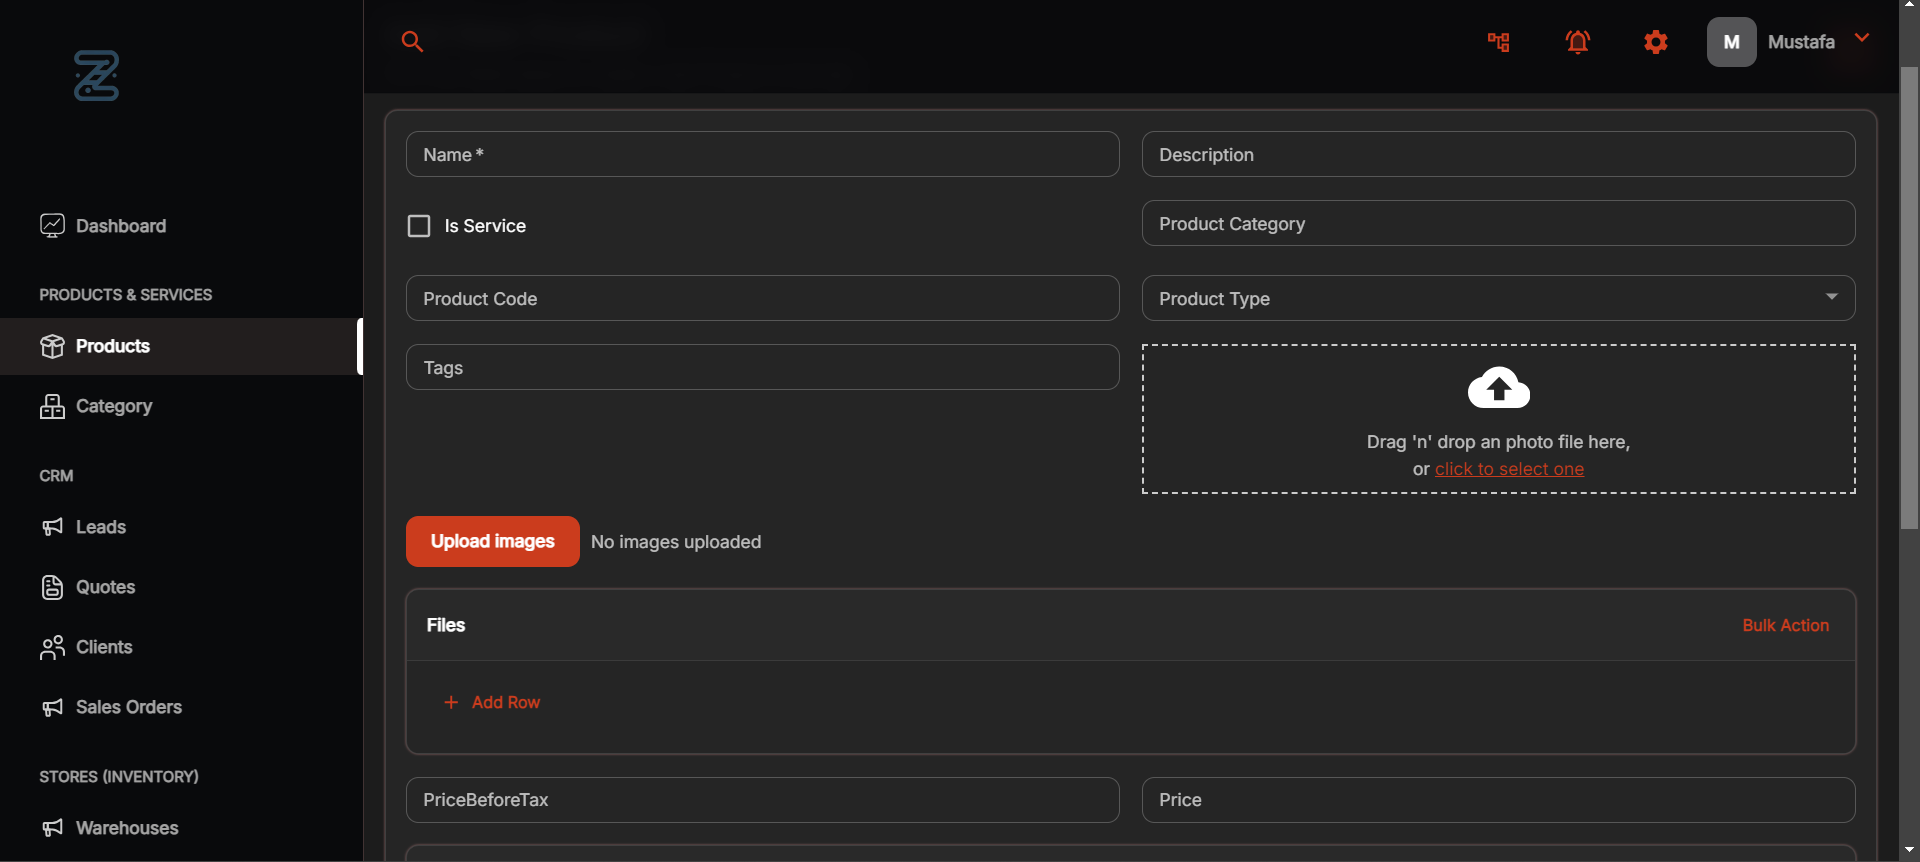 M
Mustafa
Dashboard
PRODUCTS & SERVICES
Products
Category
CRM
Leads
Quotes
Clients
Sales Orders
STORES (INVENTORY)
Warehouses
Name *
Description
Is Service
Product Category
Product Code
Product Type
Tags
Drag 'n' drop an photo file here,
or click to select one
Upload images
No images uploaded
Files
Bulk Action
+ Add Row
PriceBeforeTax
Price